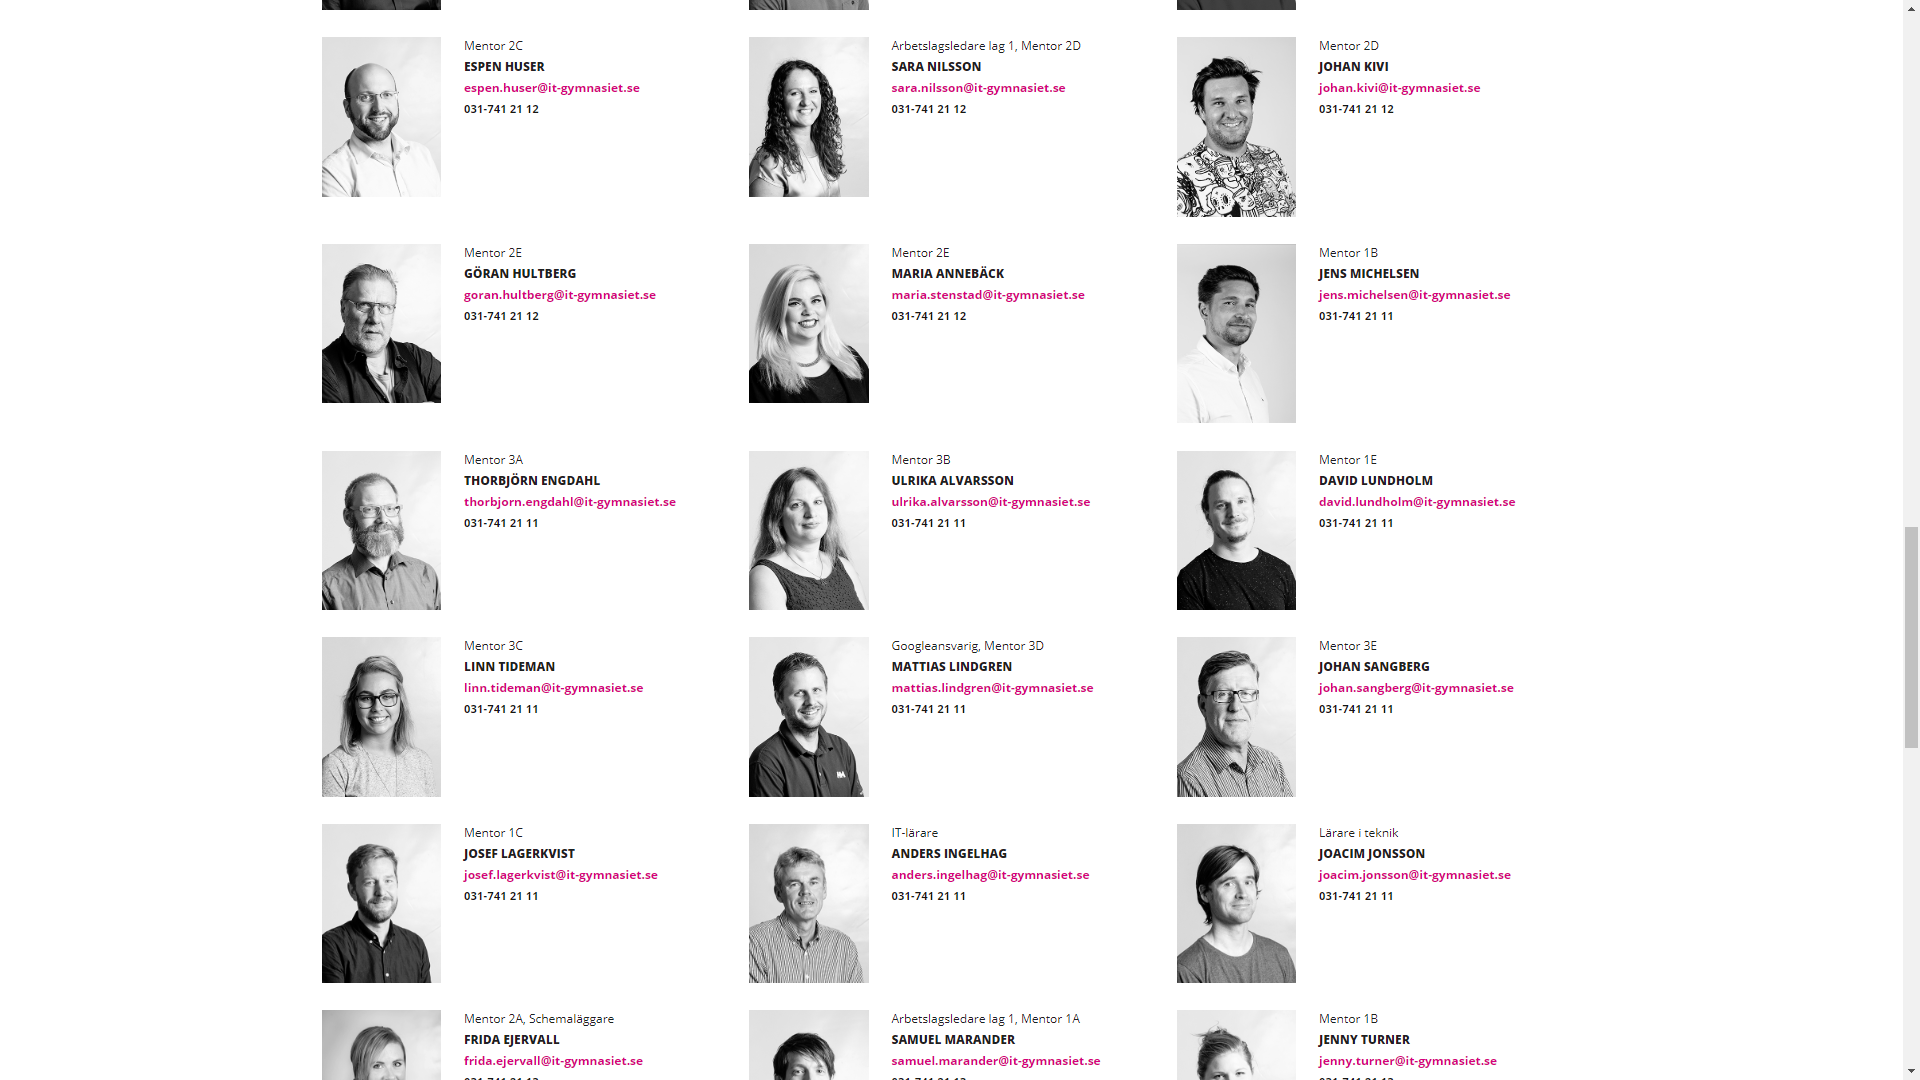 Mentor 2C
ESPEN HUSER
espen.huser@it-gymnasiet.se
031-741 21 12
Arbetslagsledare lag 1, Mentor 2D
SARA NILSSON
sara.nilsson@it-gymnasiet.se
031-741 21 12
Mentor 2D
JOHAN KIVI
johan.kivi@it-gymnasiet.se
031-741 21 12
Mentor 2E
GÖRAN HULTBERG
goran.hultberg@it-gymnasiet.se
031-741 21 12
Mentor 2E
MARIA ANNEBÄCK
maria.stenstad@it-gymnasiet.se
031-741 21 12
Mentor 1B
JENS MICHELSEN
jens.michelsen@it-gymnasiet.se
031-741 21 11
Mentor 3A
THORBJÖRN ENGDAHL
thorbjorn.engdahl@it-gymnasiet.se
031-741 21 11
Mentor 3B
ULRIKA ALVARSSON
ulrika.alvarsson@it-gymnasiet.se
031-741 21 11
Mentor 1E
DAVID LUNDHOLM
david.lundholm@it-gymnasiet.se
031-741 21 11
Mentor 3C
LINN TIDEMAN
linn.tideman@it-gymnasiet.se
031-741 21 11
Googleansvarig, Mentor 3D
MATTIAS LINDGREN
mattias.lindgren@it-gymnasiet.se
031-741 21 11
Mentor 3E
JOHAN SANGBERG
johan.sangberg@it-gymnasiet.se
031-741 21 11
Mentor 1C
JOSEF LAGERKVIST
josef.lagerkvist@it-gymnasiet.se
031-741 21 11
IT-lärare
ANDERS INGELHAG
anders.ingelhag@it-gymnasiet.se
031-741 21 11
Lärare i teknik
JOACIM JONSSON
joacim.jonsson@it-gymnasiet.se
031-741 21 11
Mentor 2A, Schemaläggare
FRIDA EJERVALL
frida.ejervall@it-gymnasiet.se
Arbetslagsledare lag 1, Mentor 1A
SAMUEL MARANDER
samuel.marander@it-gymnasiet.se
Mentor 1B
JENNY TURNER
jenny.turner@it-gymnasiet.se